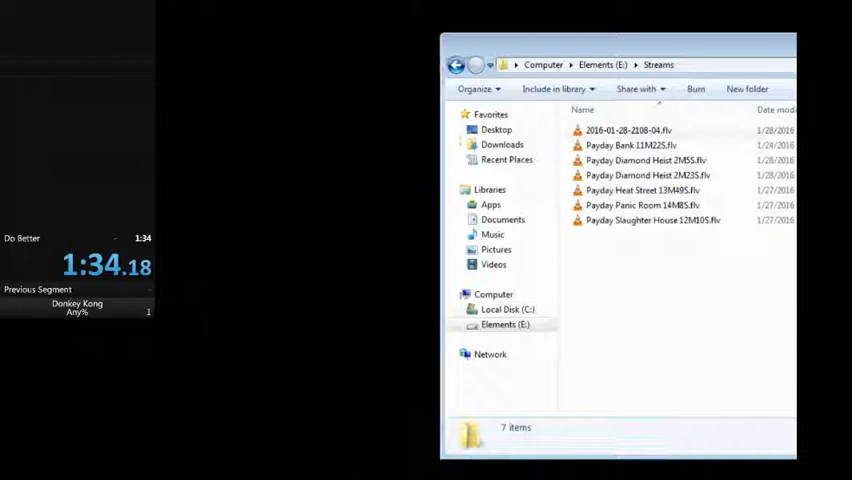 Do Better - 1:34
1:34.18
Previous Segment -
Donkey Kong
Any% 1
Computer Elements (E:) Streams
Organize Include in library Share with Burn New folder
Name Date modi
Favorites
Desktop
Downloads
Recent Places
Libraries
Apps
Documents
Music
Pictures
Videos
Computer
Local Disk (C:)
Elements (E:)
Network
2016-01-28-2108-04.flv 1/28/2016
Payday Bank 11M22S.flv 1/24/2016
Payday Diamond Heist 2M5S.flv 1/28/2016
Payday Diamond Heist 2M23S.flv 1/28/2016
Payday Heat Street 13M49S.flv 1/27/2016
Payday Panic Room 14M8S.flv 1/27/2016
Payday Slaughter House 12M10S.flv 1/27/2016
7 items